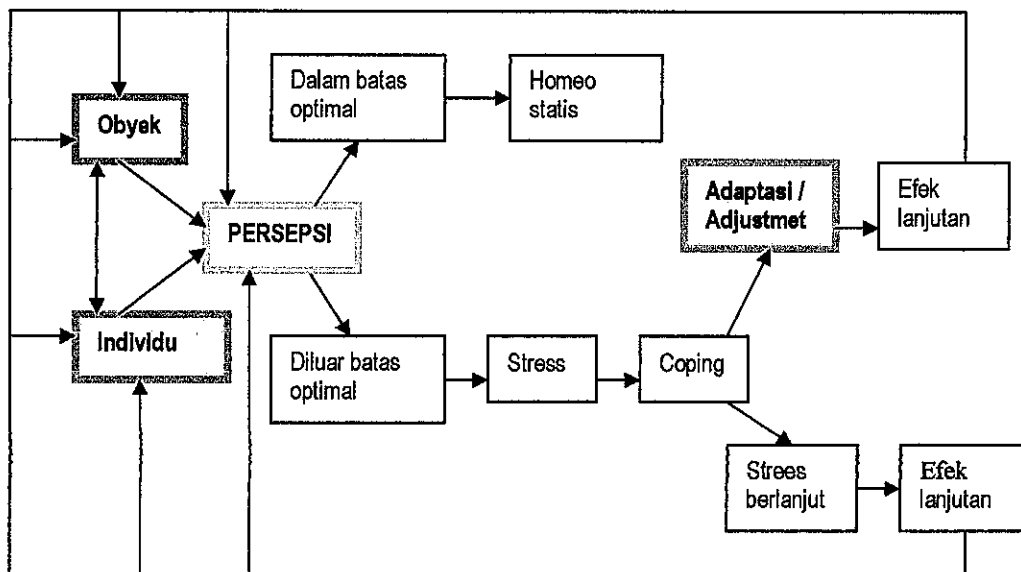 Dalam batas
optimal
Homeo
statis
Obyek
PERSEPSI
Adaptasi /
Adjustmet
Efek
lanjutan
Individu
Diluar batas
optimal
Stress
Coping
Strees
berlanjut
Efek
lanjutan